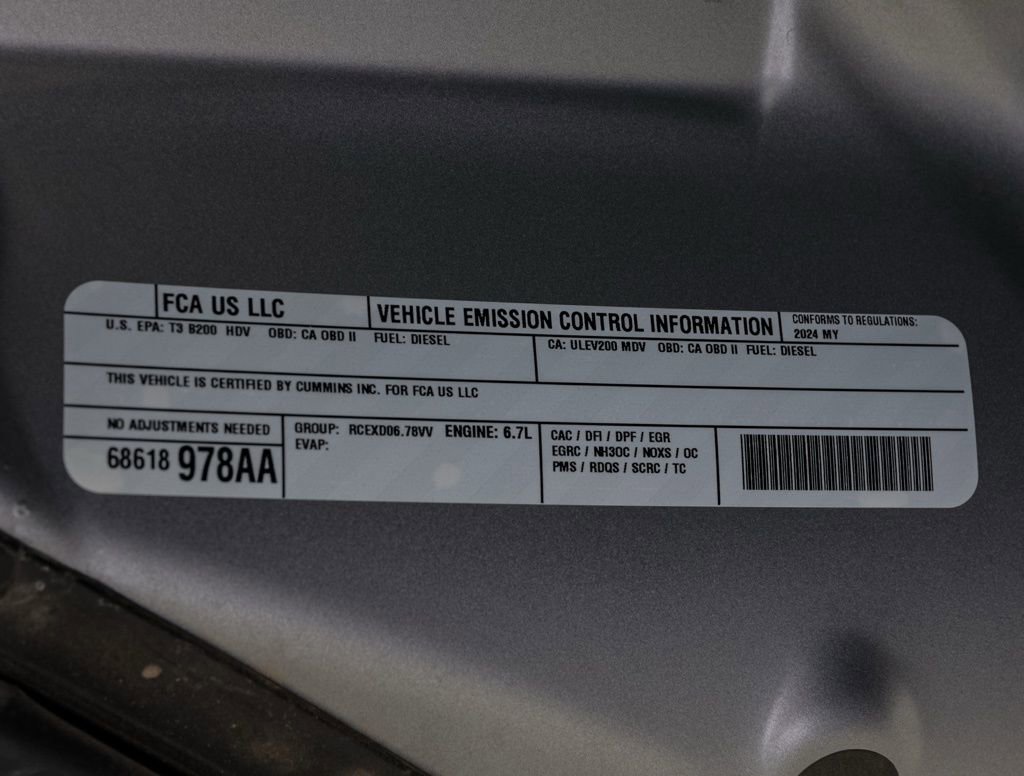 FCA US LLC
VEHICLE EMISSION CONTROL INFORMATION
CONFORMS TO REGULATIONS:
2024 MY
U.S. EPA: T3 B200 HDV OBD: CA OBD II FUEL: DIESEL
CA: ULEV200 MDV OBD: CA OBD II FUEL: DIESEL
THIS VEHICLE IS CERTIFIED BY CUMMINS INC. FOR FCA US LLC
NO ADJUSTMENTS NEEDED
68618 978AA
GROUP: RCEXD06.78VV ENGINE: 6.7L
EVAP:
CAC / DFI / DPF / EGR
EGRC / NH3OC / NOXS / OC
PMS / RDQS / SCRC / TC